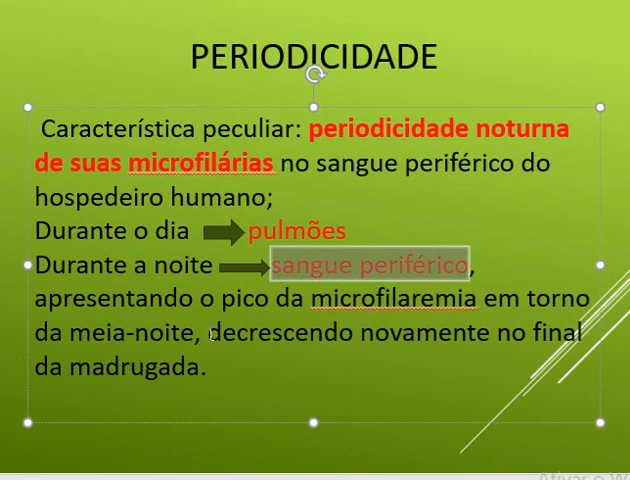 PERIODICIDADE
Característica peculiar: periodicidade noturna
de suas microfilárias no sangue periférico do
hospedeiro humano;
Durante o dia pulmões
Durante a noite sangue periférico,
apresentando o pico da microfilaremia em torno
da meia-noite, decrescendo novamente no final
da madrugada.